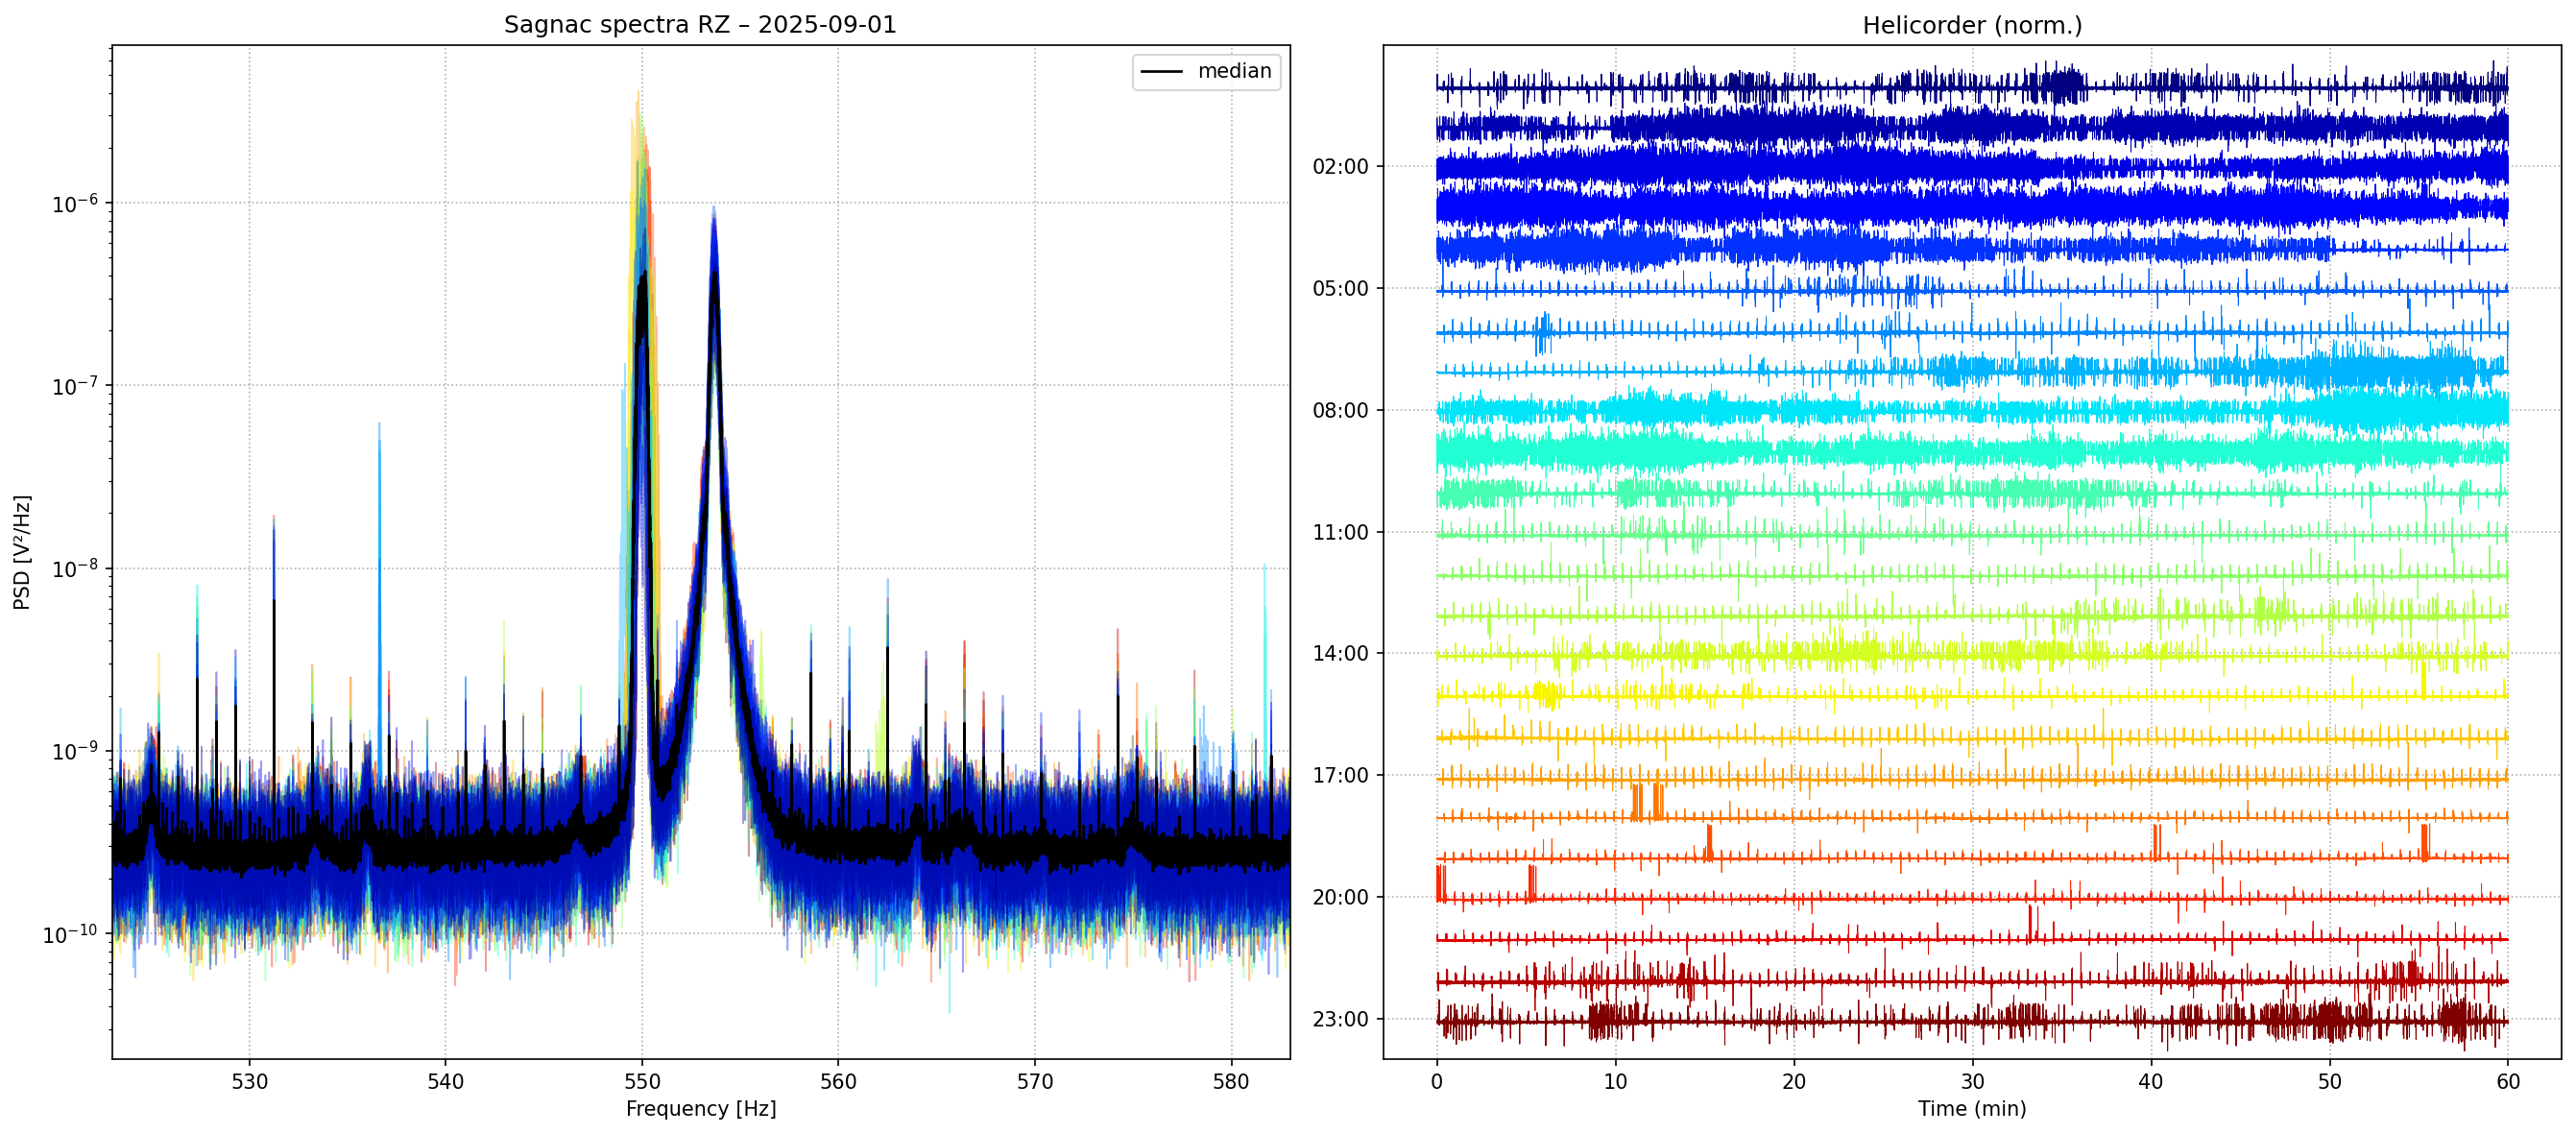 Sagnac spectra RZ – 2025-09-01
median
PSD [V²/Hz]
10⁻⁶
10⁻⁷
10⁻⁸
10⁻⁹
10⁻¹⁰
530 540 550 560 570 580
Frequency [Hz]
Helicorder (norm.)
02:00
05:00
08:00
11:00
14:00
17:00
20:00
23:00
0 10 20 30 40 50 60
Time (min)